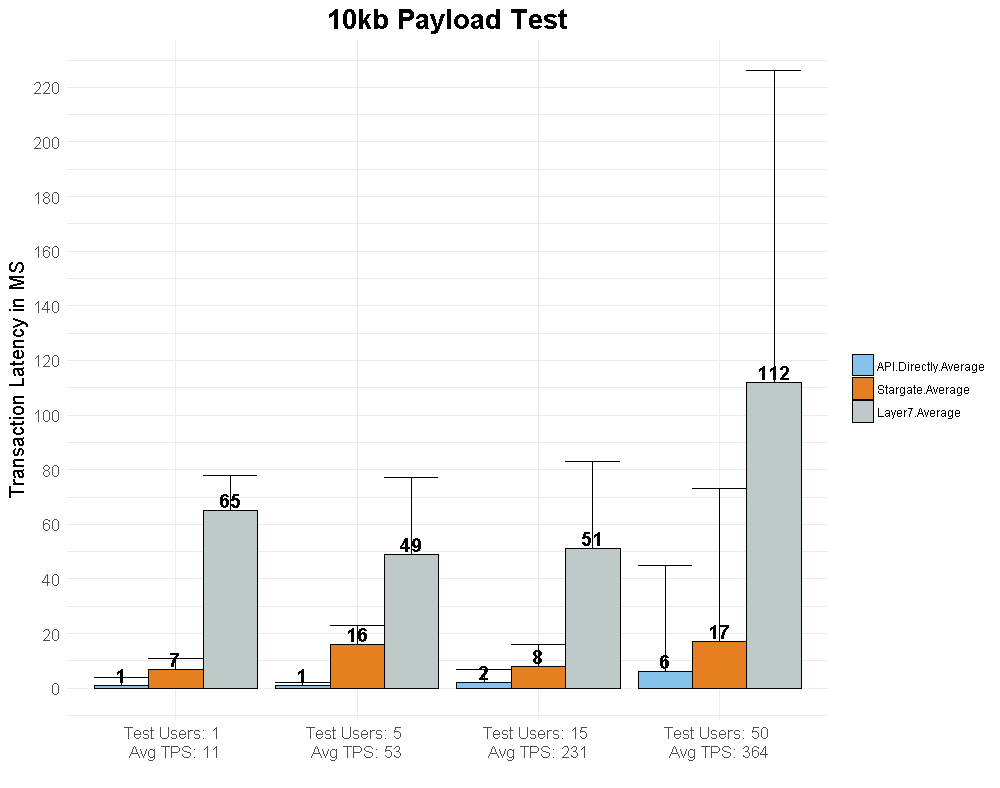 10kb Payload Test
Transaction Latency in MS
220
200
180
160
140
120
100
80
60
40
20
0
1
7
65
1
16
49
2
8
51
6
17
112
Test Users: 1
Avg TPS: 11
Test Users: 5
Avg TPS: 53
Test Users: 15
Avg TPS: 231
Test Users: 50
Avg TPS: 364
API.Directly.Average
Stargate.Average
Layer7.Average